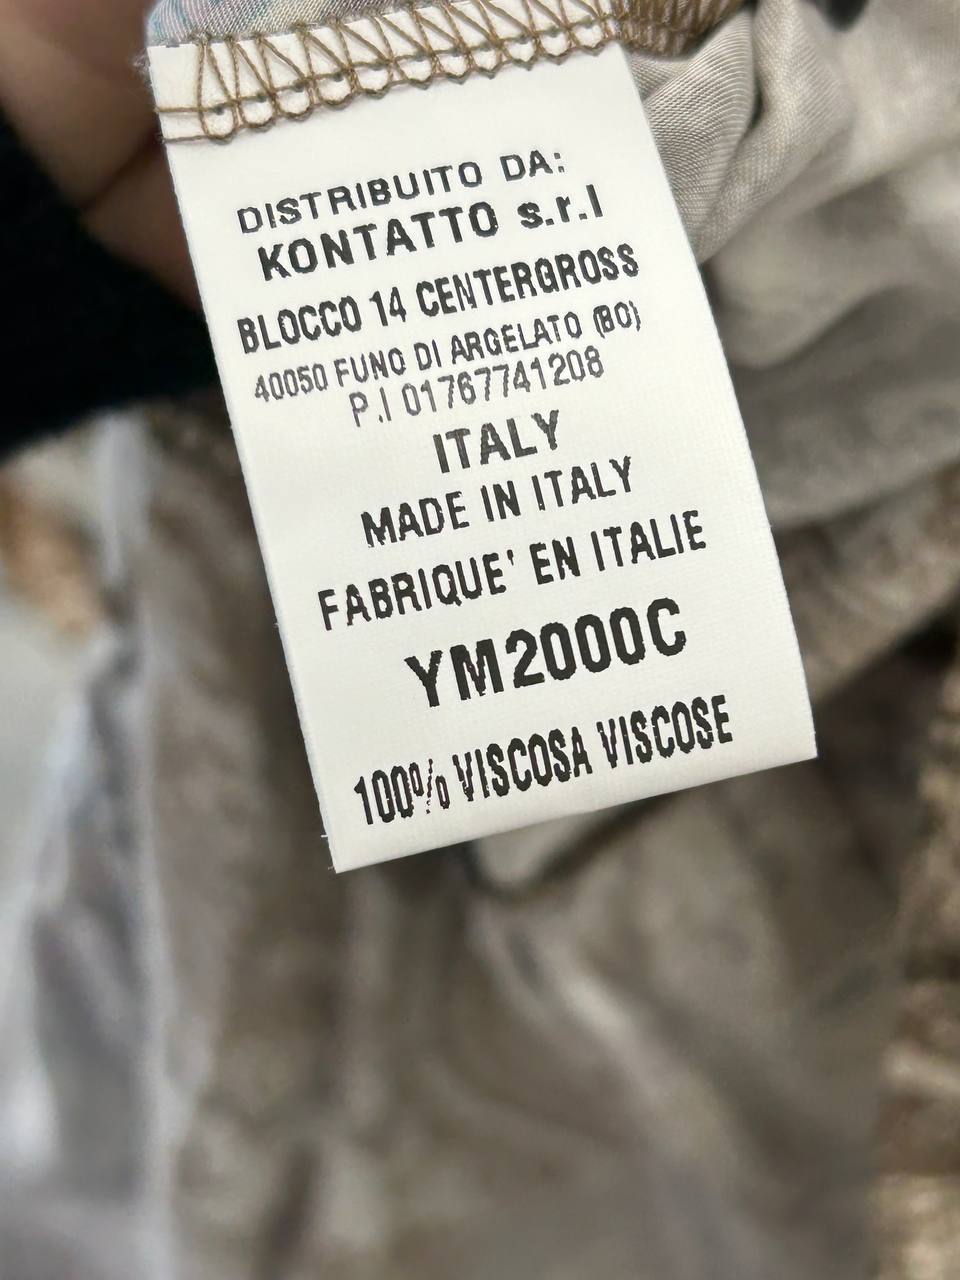 DISTRIBUITO DA:
KONTATTO s.r.l
BLOCCO 14 CENTERGROSS
40050 FUNO DI ARGELATO (BO)
P.I 01767741208
ITALY
MADE IN ITALY
FABRIQUE' EN ITALIE
YM2000C
100% VISCOSA VISCOSE